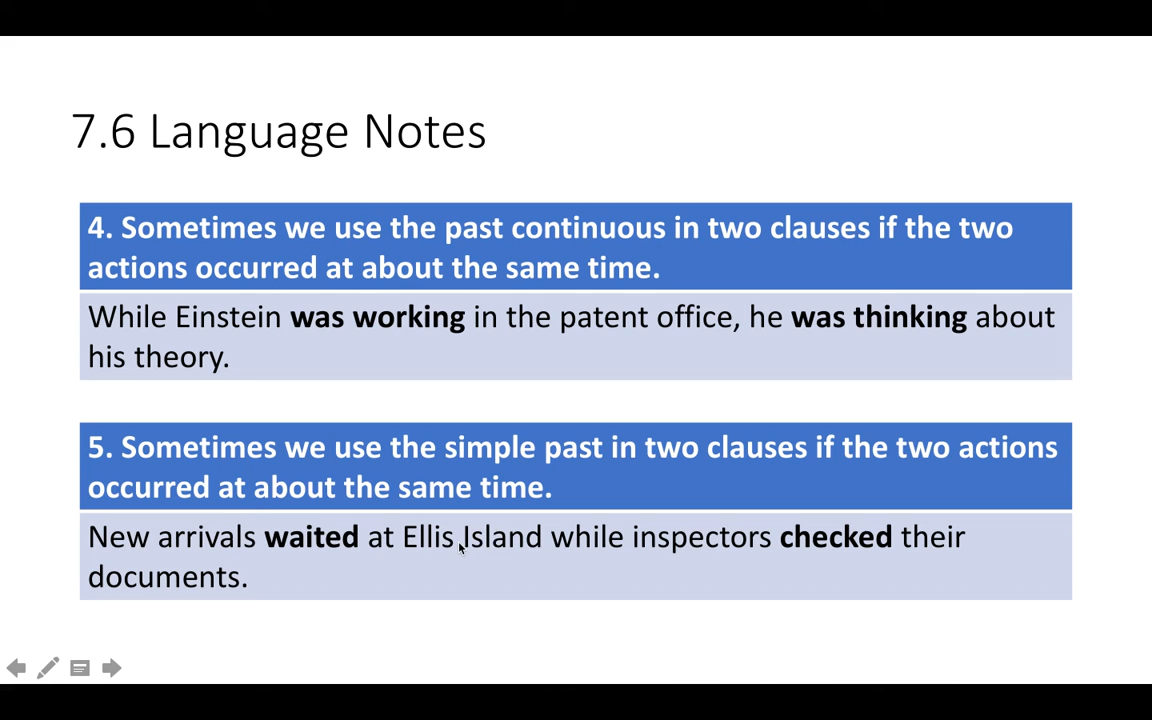 7.6 Language Notes
4. Sometimes we use the past continuous in two clauses if the two
actions occurred at about the same time.
While Einstein was working in the patent office, he was thinking about
his theory.
5. Sometimes we use the simple past in two clauses if the two actions
occurred at about the same time.
New arrivals waited at Ellis Island while inspectors checked their
documents.